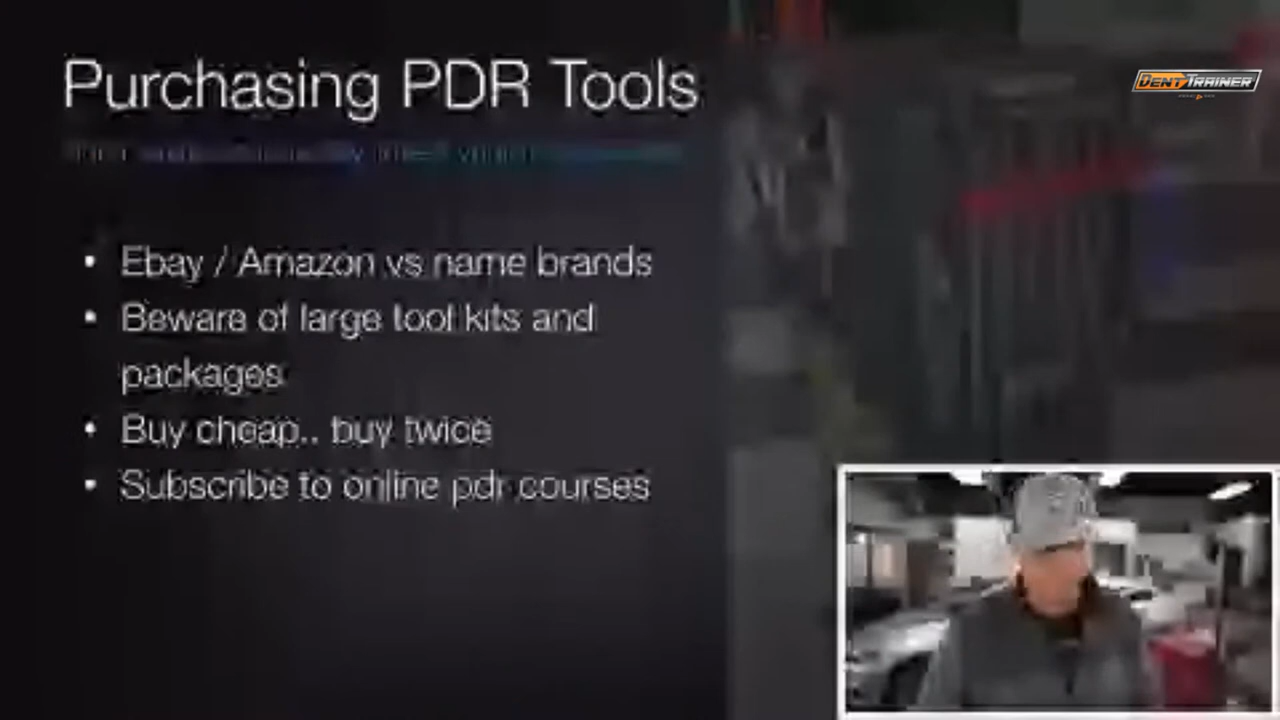 Purchasing PDR Tools
DENT TRAINER
• Ebay / Amazon vs name brands
• Beware of large tool kits and
packages
• Buy cheap.. buy twice
• Subscribe to online pdr courses